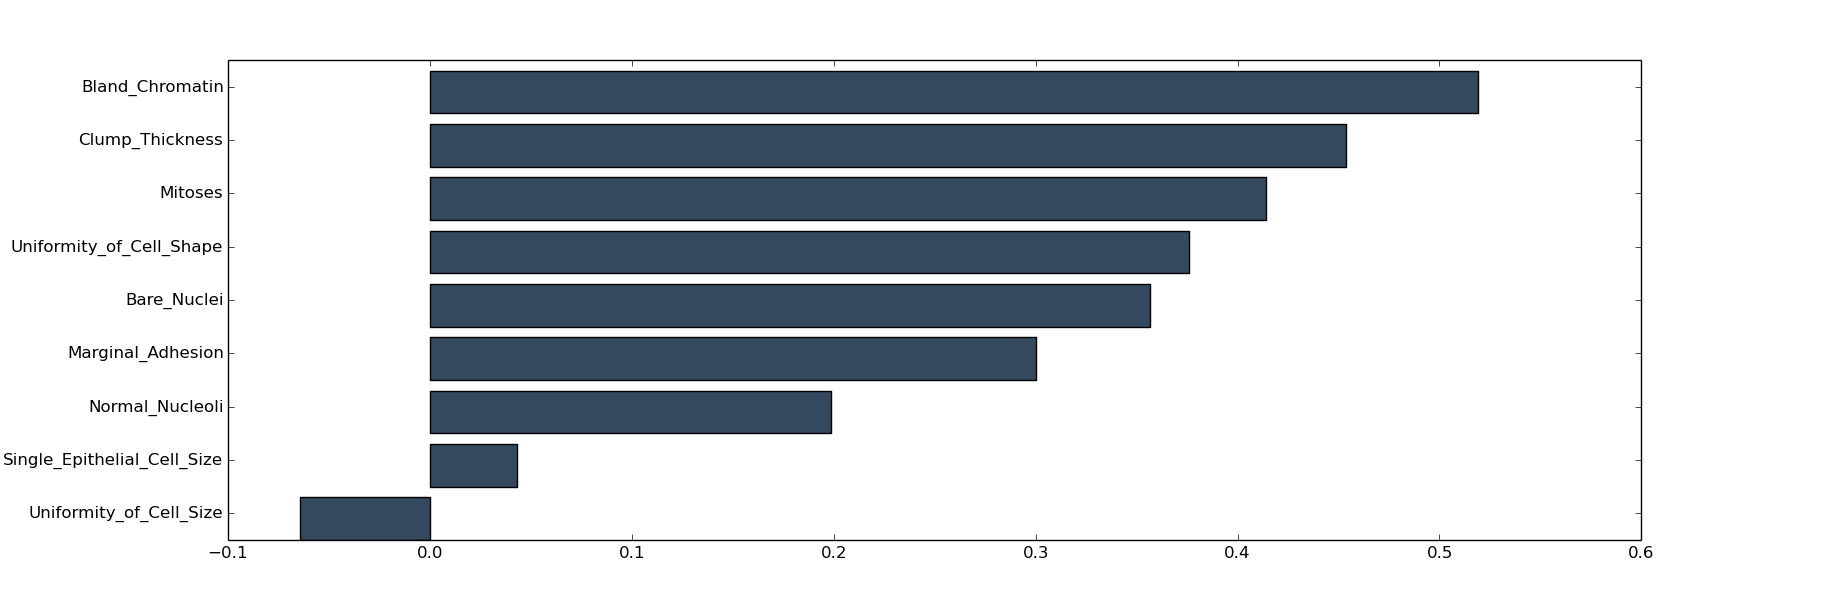 Bland_Chromatin
Clump_Thickness
Mitoses
Uniformity_of_Cell_Shape
Bare_Nuclei
Marginal_Adhesion
Normal_Nucleoli
Single_Epithelial_Cell_Size
Uniformity_of_Cell_Size
−0.1 0.0 0.1 0.2 0.3 0.4 0.5 0.6